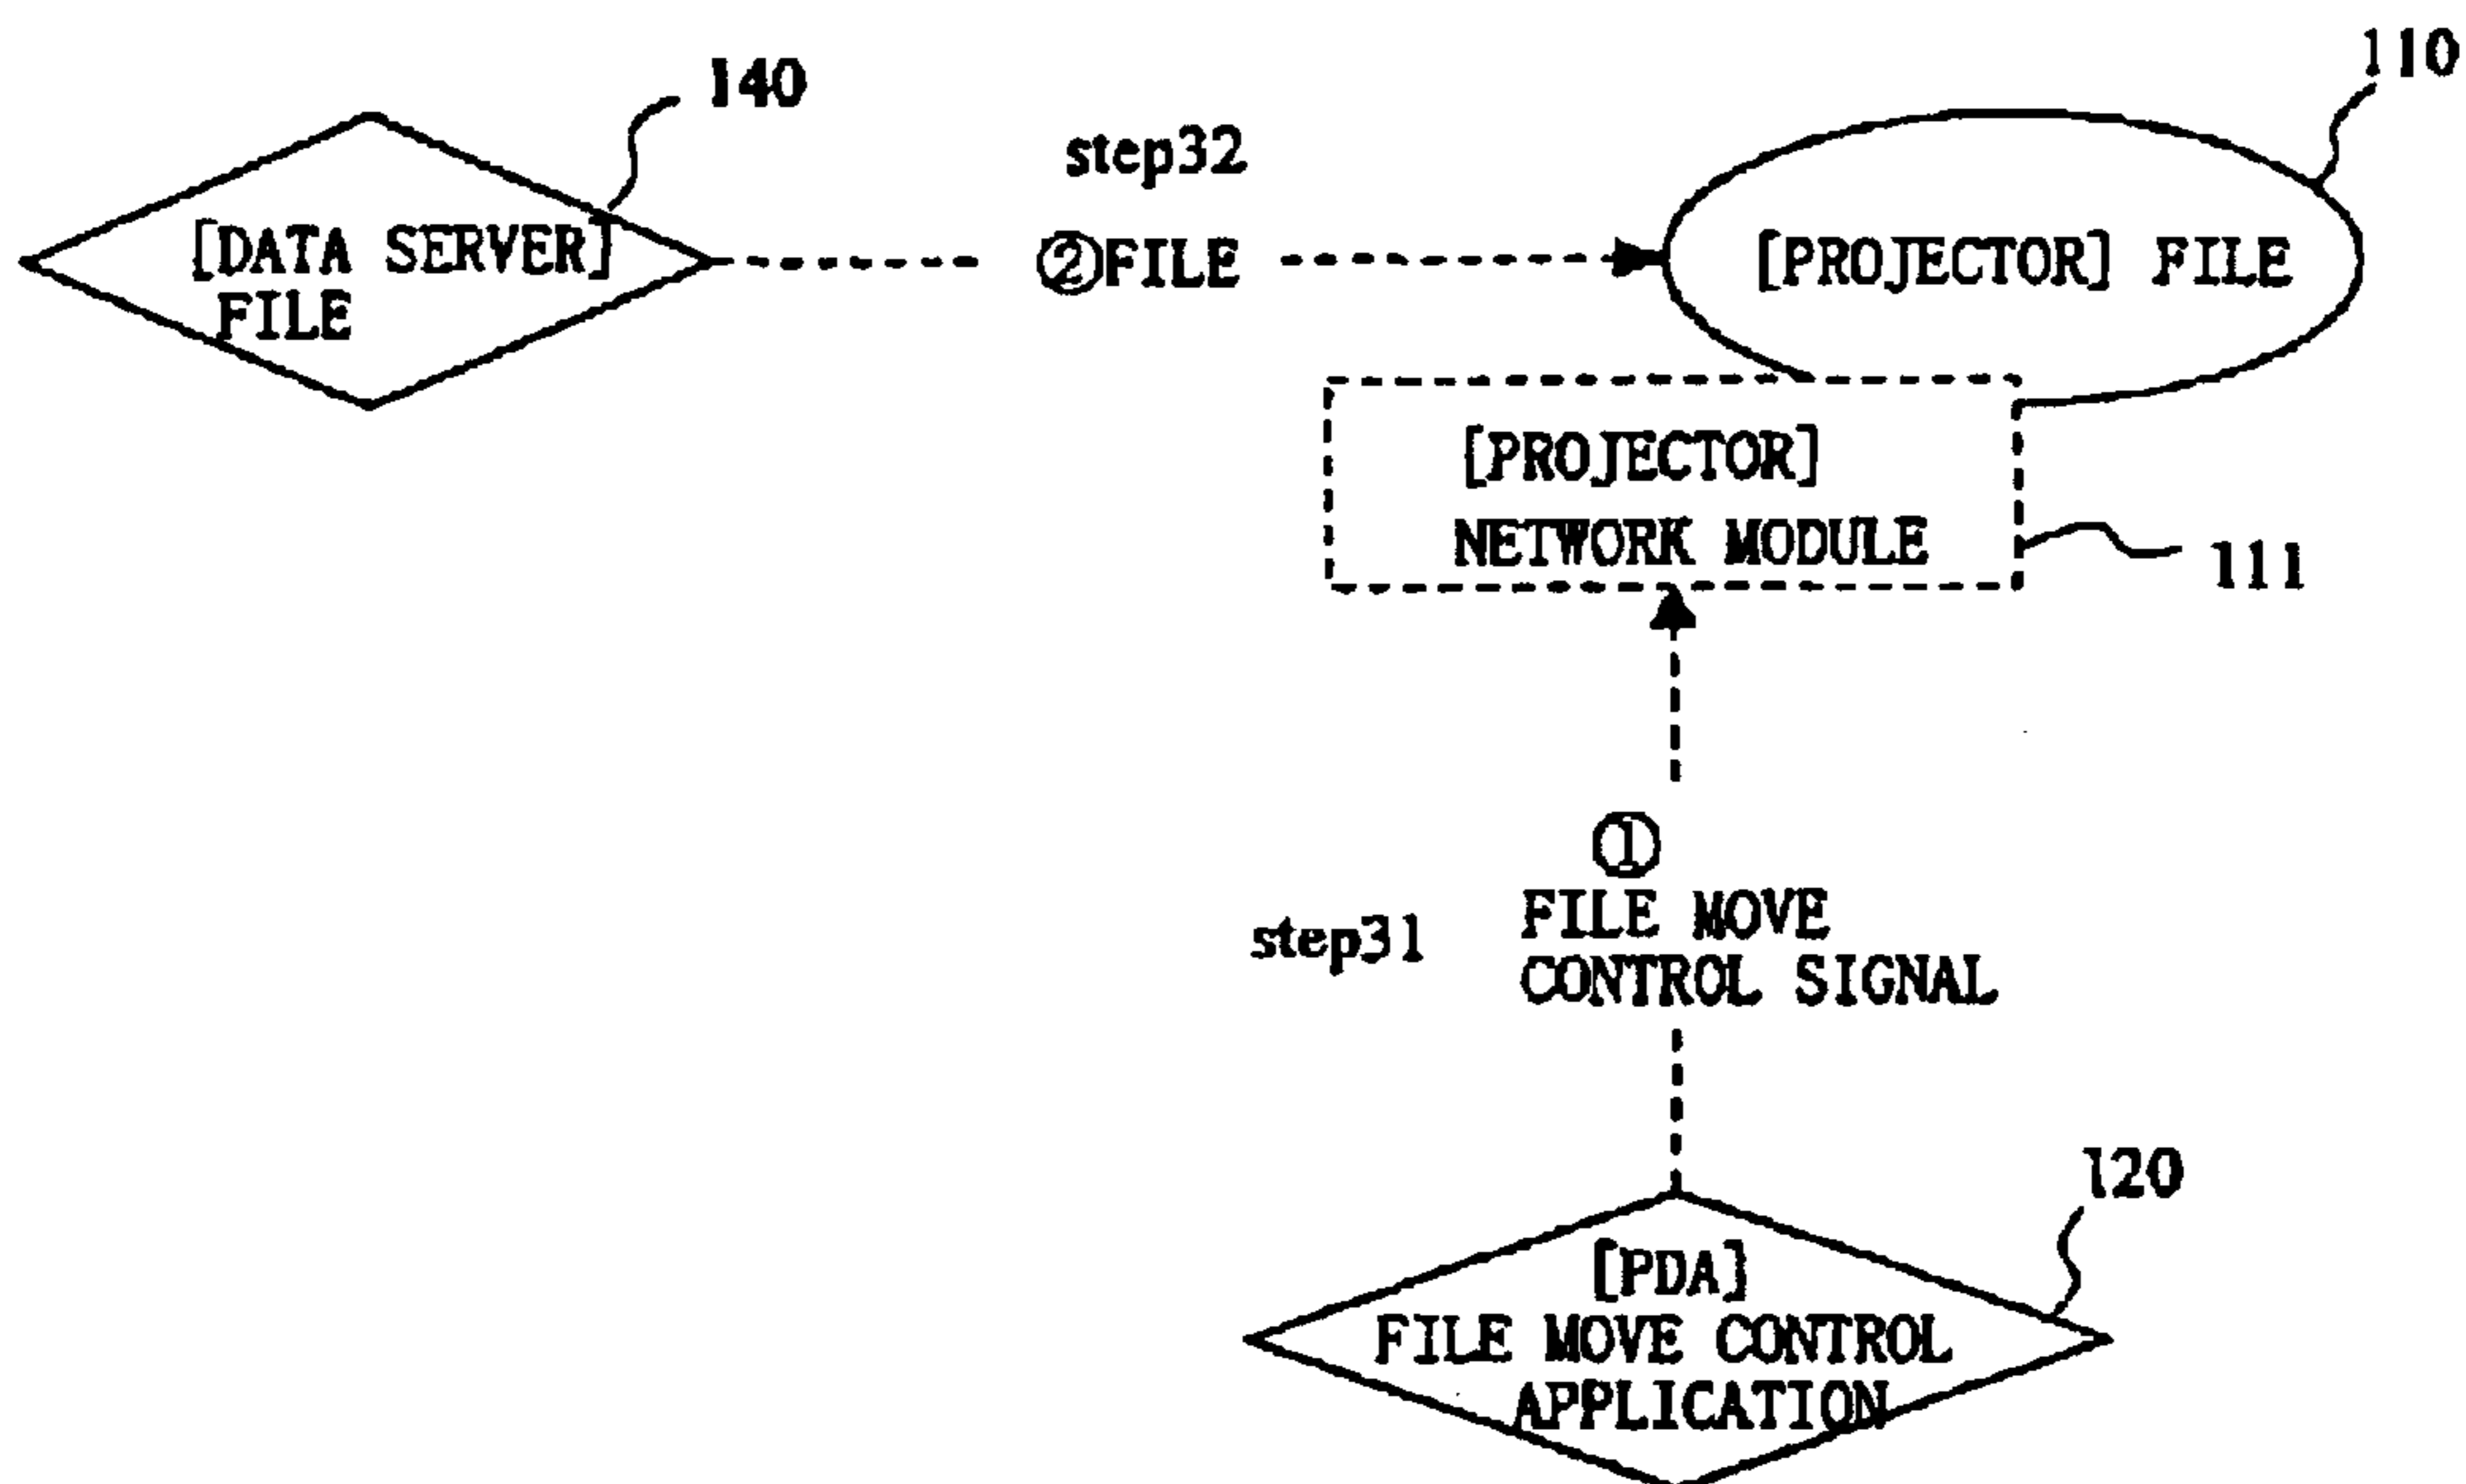 140
110
step32
[DATA SERVER]
FILE
②FILE
[PROJECTOR] FILE
[PROJECTOR]
NETWORK MODULE
111
①
step31
FILE MOVE
CONTROL SIGNAL
120
[PDA]
FILE MOVE CONTROL
APPLICATION